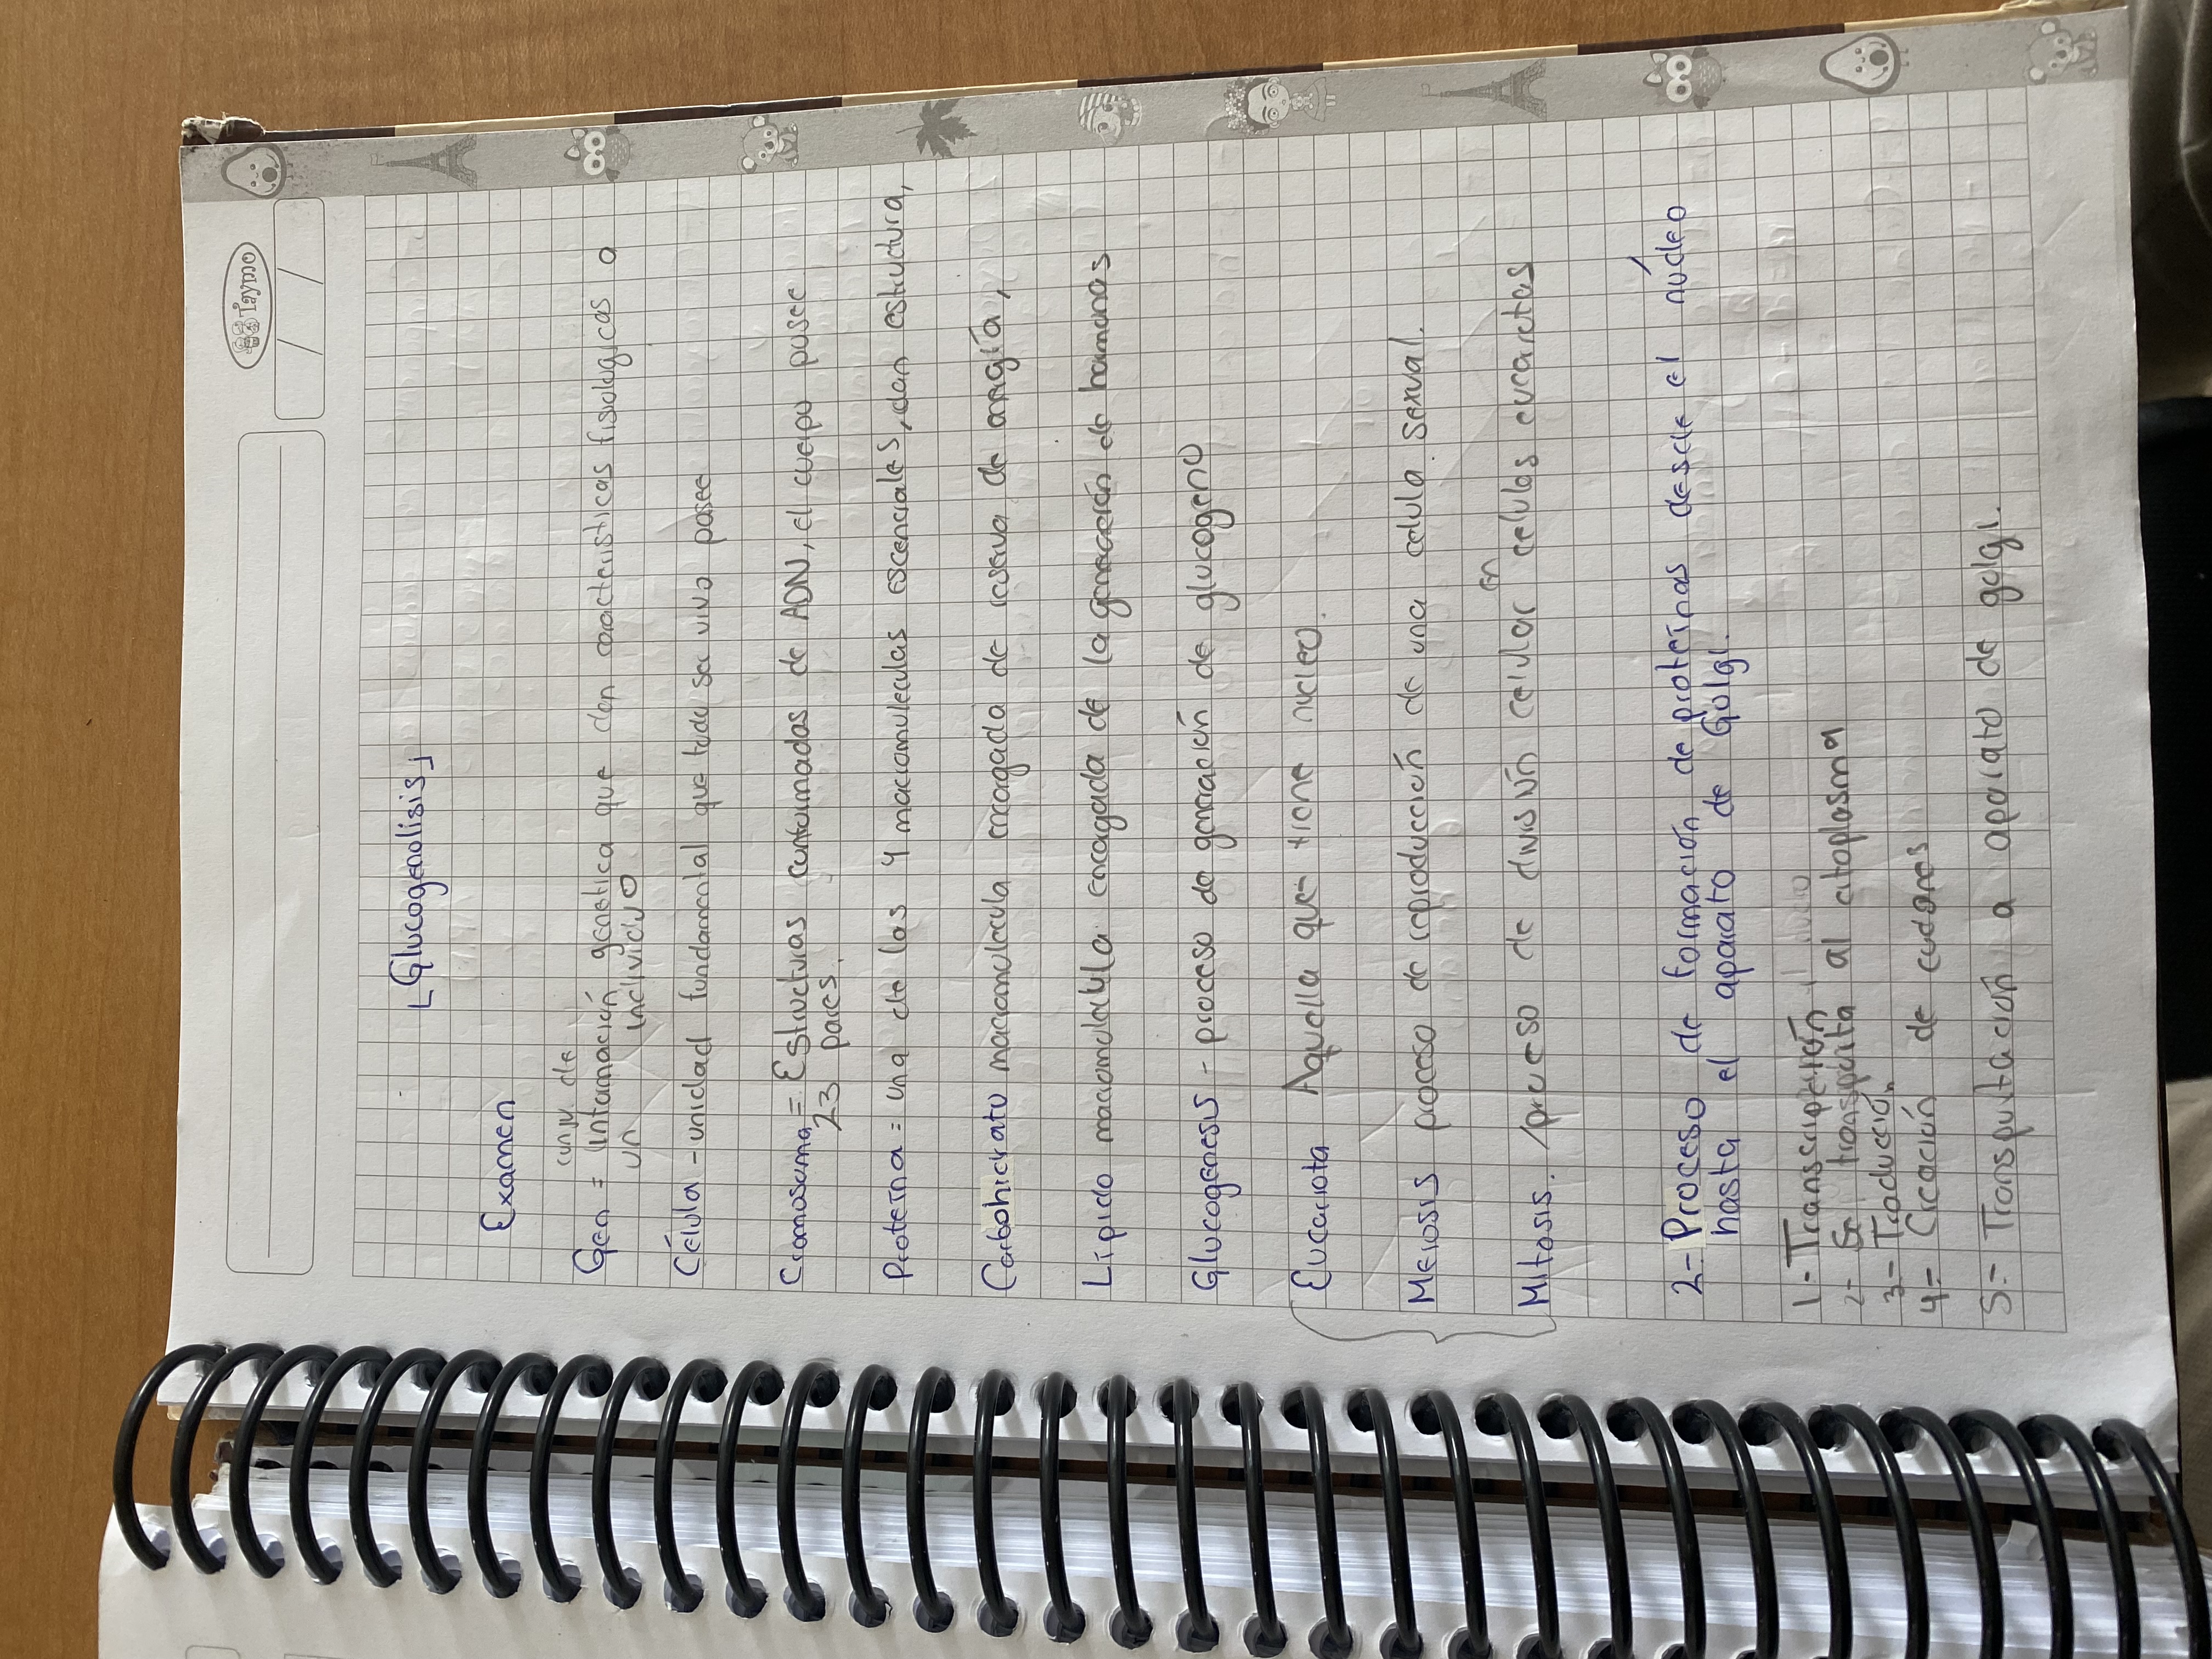 Taymo
Glucogenolisis
Examen
conju. de
Gen = información genetica que dan caracteristicas fisiologicas a
un individuo
Célula - unidad fundamental que todo ser vivo posee
Cromosoma = Estructuras conformadas de ADN, el cuerpo posee
23 pares.
Proteína = una de las 4 macromoleculas escenciales, dan estructura,
Carbohidrato macromolecula encargada de reserva de energía,
Lípido macromolecula encargada de la generación de hormonas
Glucogenesis - proceso de generación de glucogeno
Eucariota Aquella que tiene nucleo.
Meiosis proceso de reproducción de una celula sexual.
en
Mitosis. proceso de división celular celulas eucariotas
2- Proceso de formación de proteínas desde el núcleo
hasta el aparato de Golgi.
1- Transcripción
2- Se transporta al citoplasma
3- Traducción
4- Creación de codones
5- Transportación a aparato de golgi.